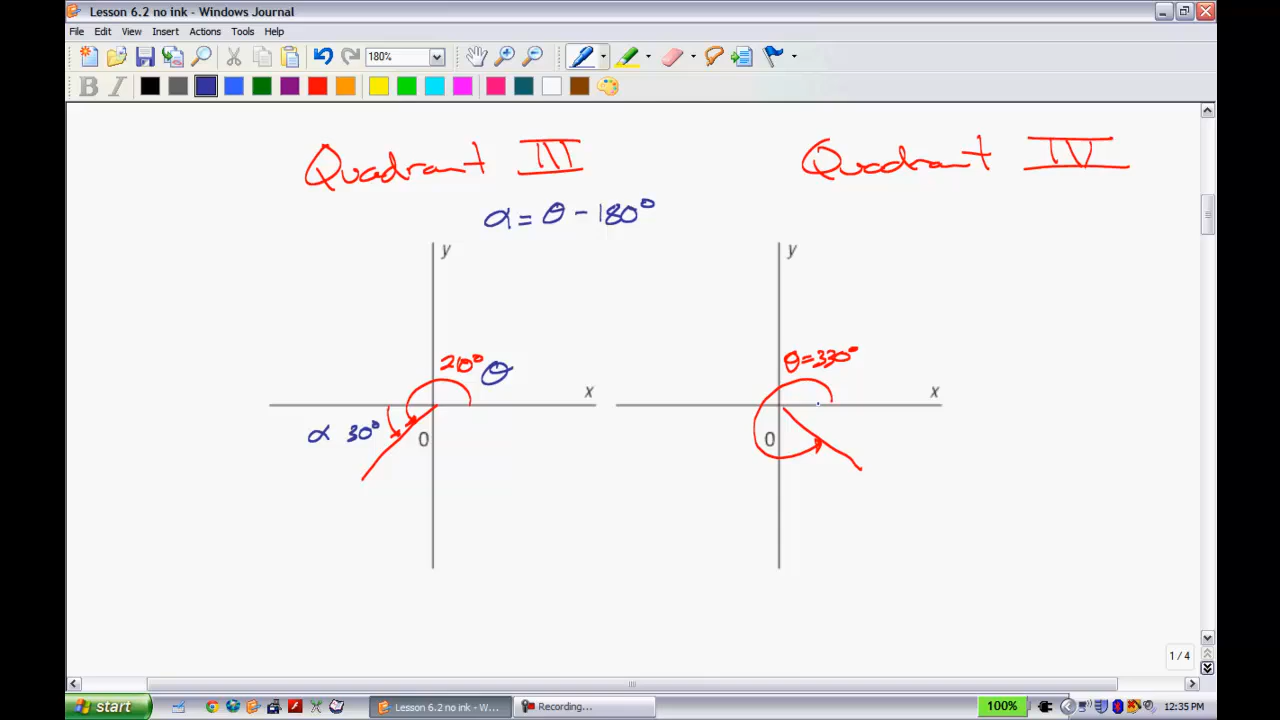 Lesson 6.2 no ink - Windows Journal
File Edit View Insert Actions Tools Help
180%
B I
Quadrant III
Quadrant IV
α = θ - 180°
y
y
210° θ
θ = 330°
x
x
α 30°
0
0
1 / 4
start
Lesson 6.2 no ink - W...
Recording...
100%
12:35 PM